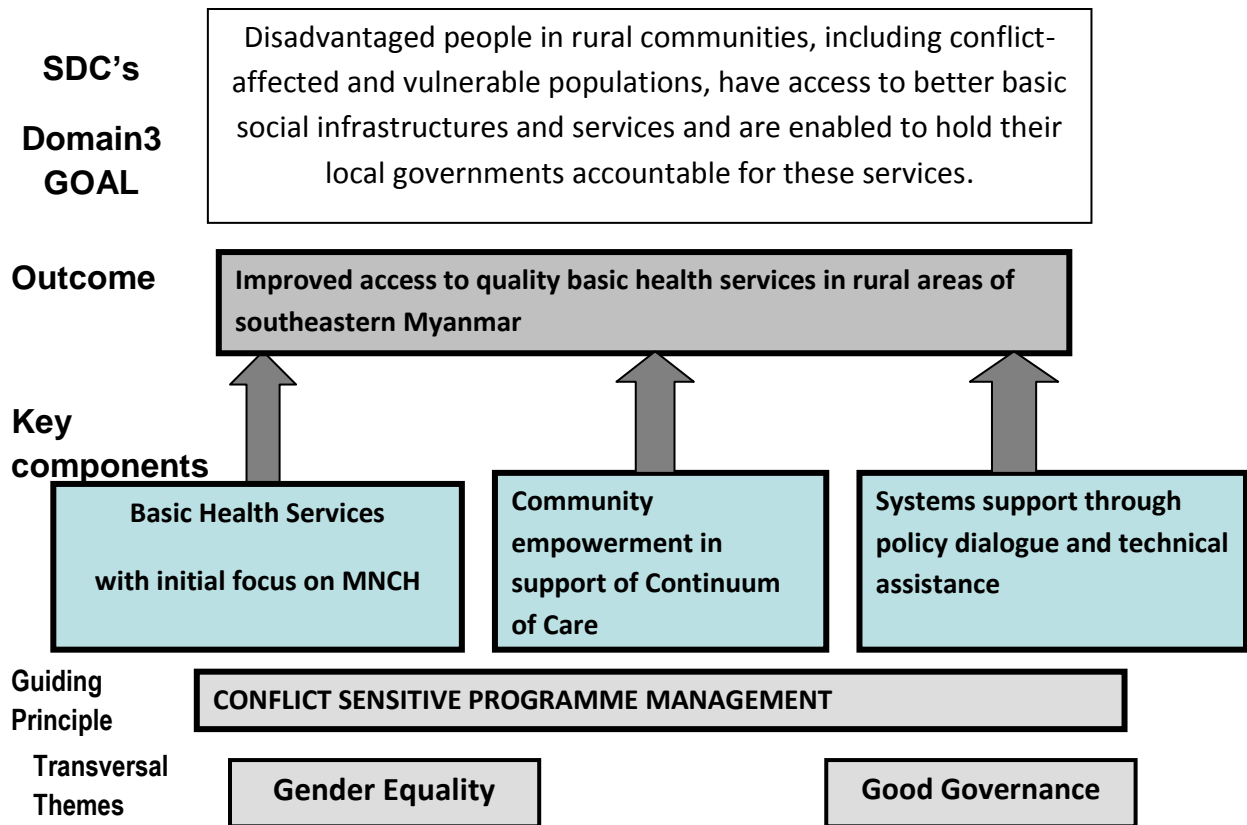 SDC’s
Domain3
GOAL
Disadvantaged people in rural communities, including conflict-
affected and vulnerable populations, have access to better basic
social infrastructures and services and are enabled to hold their
local governments accountable for these services.
Outcome
Improved access to quality basic health services in rural areas of
southeastern Myanmar
Key
components
Basic Health Services
with initial focus on MNCH
Community
empowerment in
support of Continuum
of Care
Systems support through
policy dialogue and technical
assistance
Guiding
Principle
CONFLICT SENSITIVE PROGRAMME MANAGEMENT
Transversal
Themes
Gender Equality
Good Governance